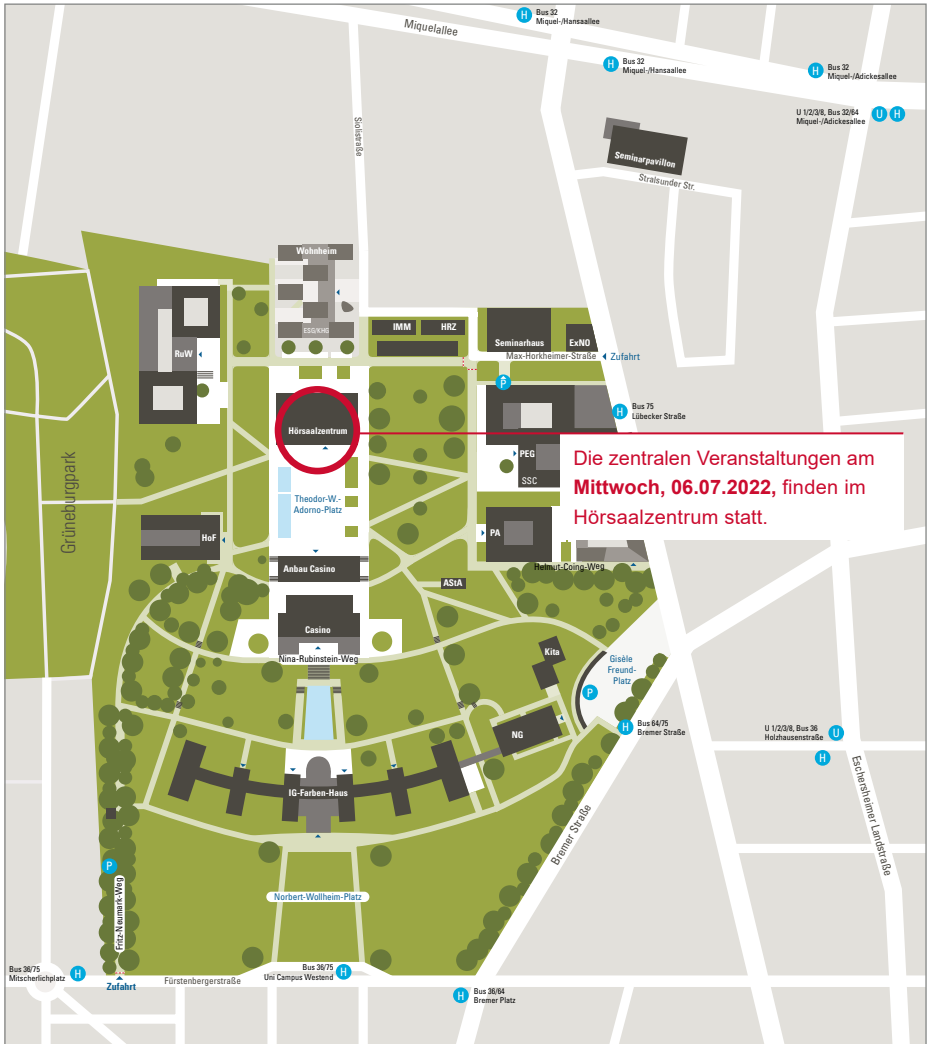 Bus 32
Miquel-/Hansaallee
Miquelallee
Bus 32
Miquel-/Hansaallee
Bus 32
Miquel-/Adickesallee
U 1/2/3/8, Bus 32/64
Miquel-/Adickesallee
H
H
H
U
H
Siolistraße
Seminarpavillon
Stralsunder Str.
Wohnheim
ESG/KHG
IMM
HRZ
Seminarhaus
ExNO
RuW
Max-Horkheimer-Straße
Zufahrt
P
H
Bus 75
Lübecker Straße
Hörsaalzentrum
PEG
SSC
Die zentralen Veranstaltungen am
Mittwoch, 06.07.2022, finden im
Hörsaalzentrum statt.
Theodor-W.-
Adorno-Platz
Grüneburgpark
HoF
PA
Anbau Casino
Helmut-Coing-Weg
AStA
Casino
Nina-Rubinstein-Weg
Kita
Gisèle
Freund-
Platz
P
NG
H
Bus 64/75
Bremer Straße
U 1/2/3/8, Bus 36
Holzhausenstraße
U
H
IG-Farben-Haus
Bremer Straße
Eschersheimer Landstraße
P
Fritz-Neumark-Weg
Norbert-Wollheim-Platz
Bus 36/75
Mitscherlichplatz
H
Zufahrt
Fürstenbergerstraße
Bus 36/75
Uni Campus Westend
H
H
Bus 36/64
Bremer Platz